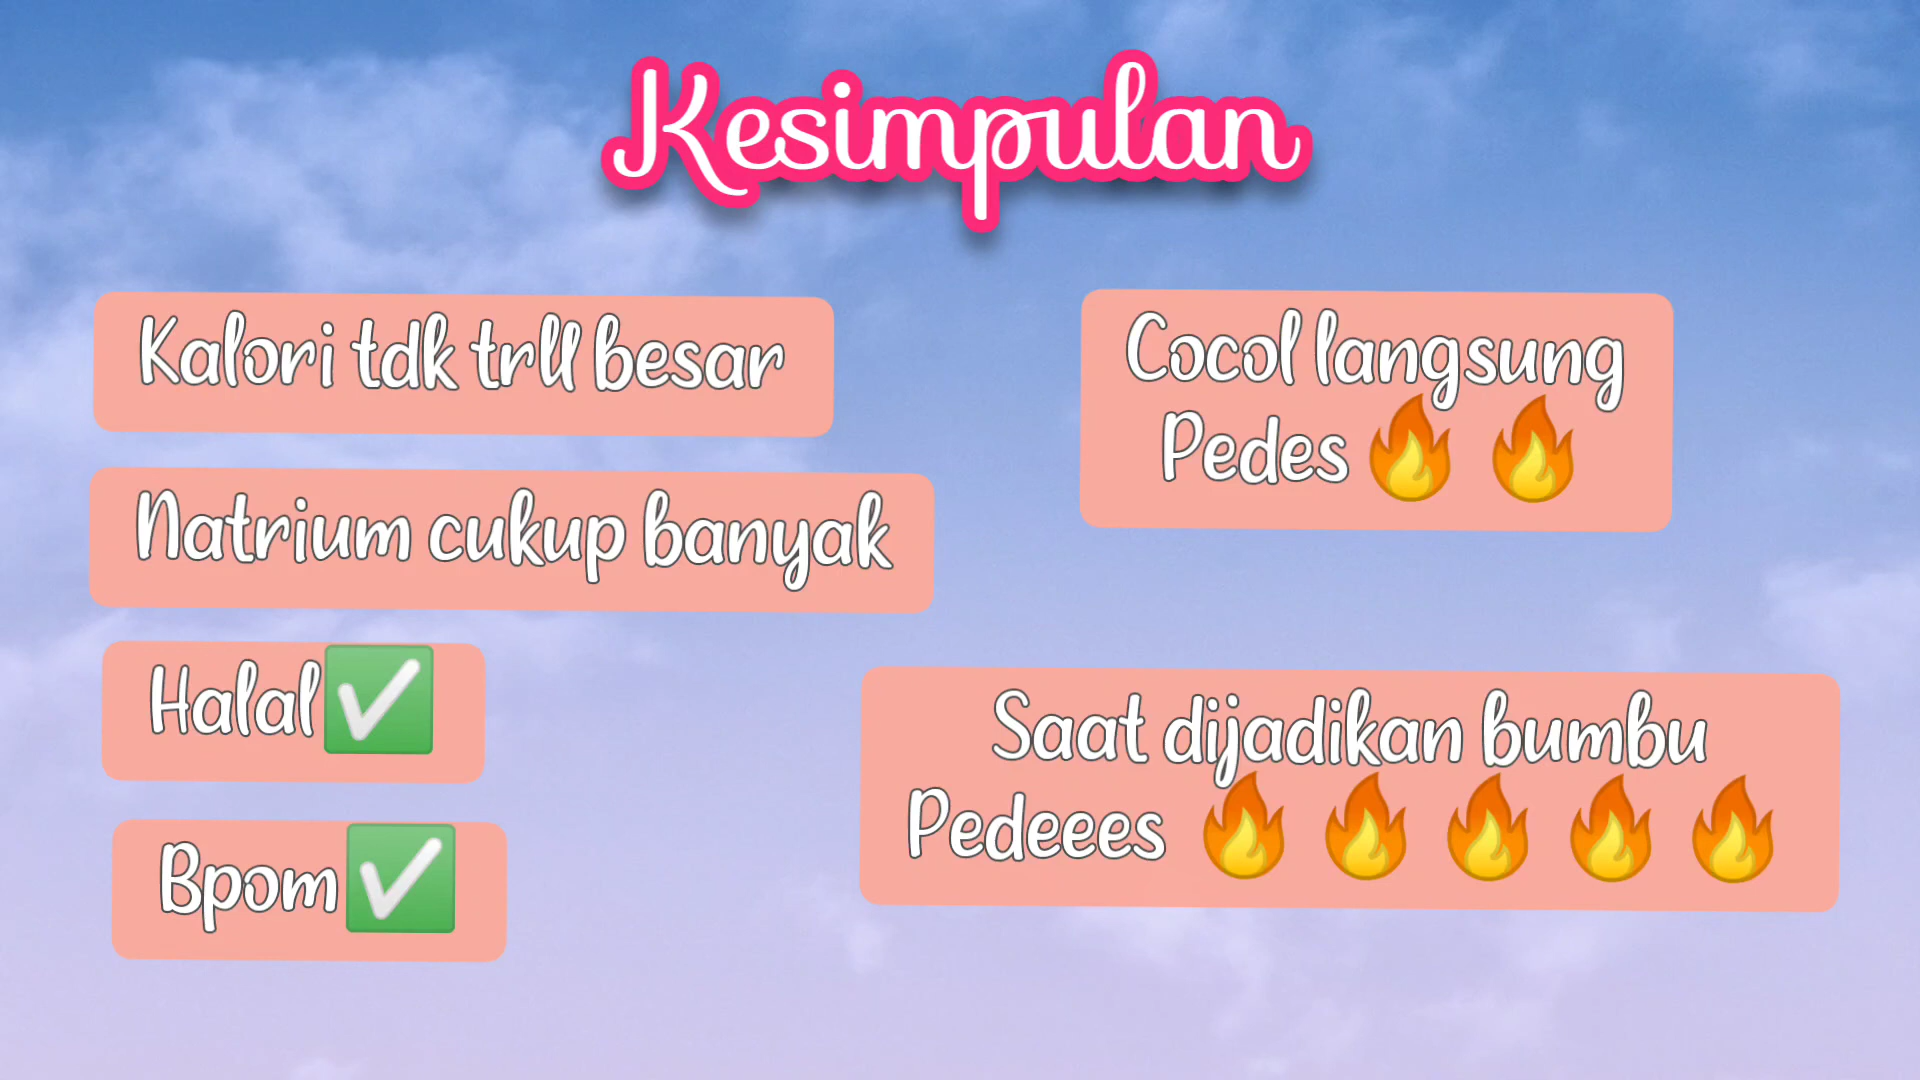 Kesimpulan
Kalori tdk trll besar
Natrium cukup banyak
Halal✅
Bpom✅
Cocol langsung
Pedes🔥 🔥
Saat dijadikan bumbu
Pedeees 🔥 🔥 🔥 🔥 🔥